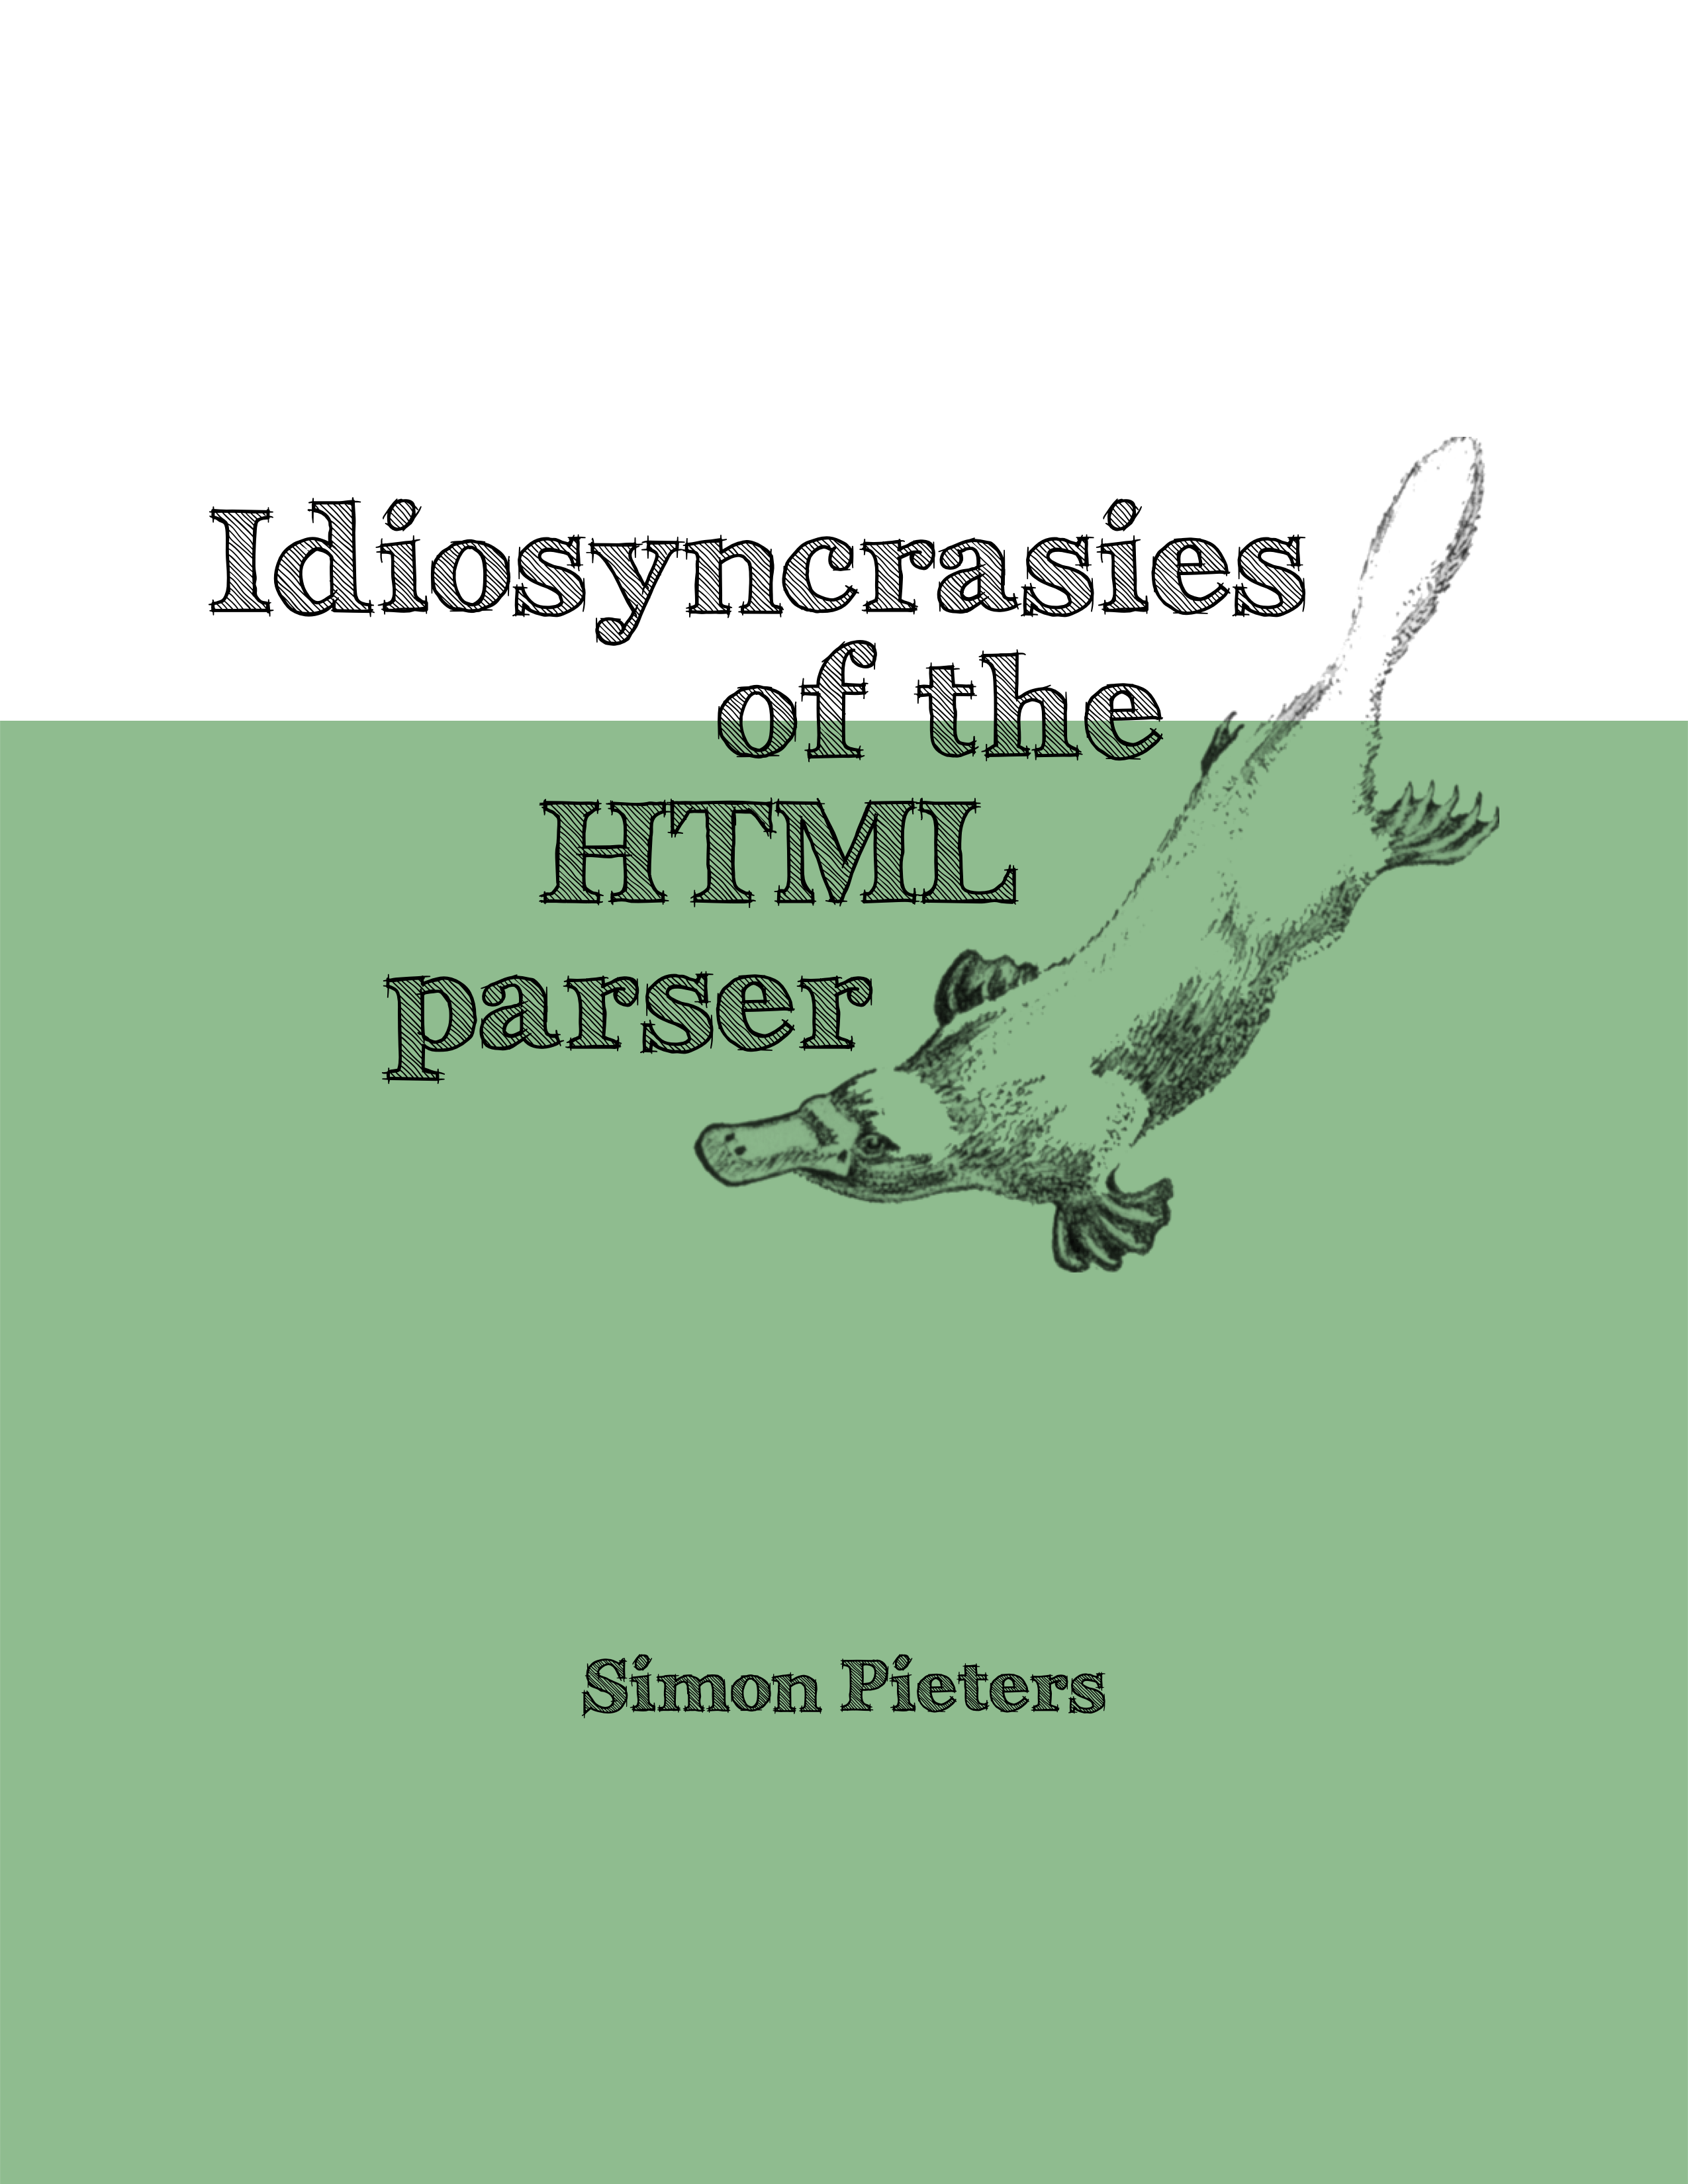 Idiosyncrasies
of the
HTML
parser
Simon Pieters